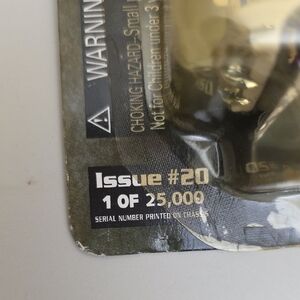 WARNIN
CHOKING HAZARD-Small
Not for Children under 3
Issue #20
1 OF 25,000
SERIAL NUMBER PRINTED ON CHASSIS